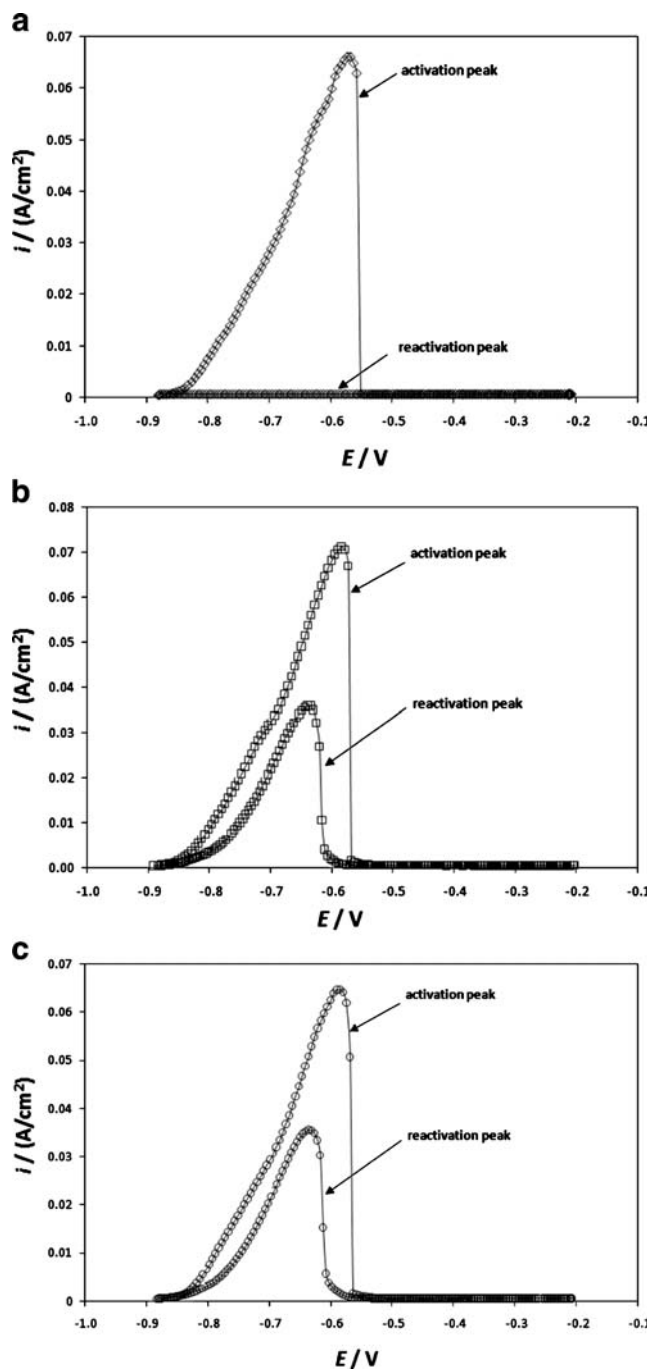 a
0.07
0.06
0.05
0.04
0.03
0.02
0.01
0
i / (A/cm²)
activation peak
reactivation peak
-1.0 -0.9 -0.8 -0.7 -0.6 -0.5 -0.4 -0.3 -0.2 -0.1
E / V
b
0.08
0.07
0.06
0.05
0.04
0.03
0.02
0.01
0.00
i / (A/cm²)
activation peak
reactivation peak
-1.0 -0.9 -0.8 -0.7 -0.6 -0.5 -0.4 -0.3 -0.2 -0.1
E / V
c
0.07
0.06
0.05
0.04
0.03
0.02
0.01
0
i / (A/cm²)
activation peak
reactivation peak
-1.0 -0.9 -0.8 -0.7 -0.6 -0.5 -0.4 -0.3 -0.2 -0.1
E / V